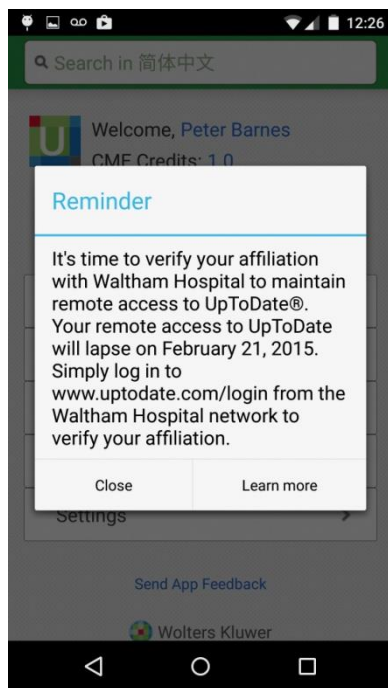 12:26
Search in 简体中文
Welcome, Peter Barnes
CME Credits: 1.0
Reminder
It's time to verify your affiliation
with Waltham Hospital to maintain
remote access to UpToDate®.
Your remote access to UpToDate
will lapse on February 21, 2015.
Simply log in to
www.uptodate.com/login from the
Waltham Hospital network to
verify your affiliation.
Close Learn more
Settings
Send App Feedback
Wolters Kluwer